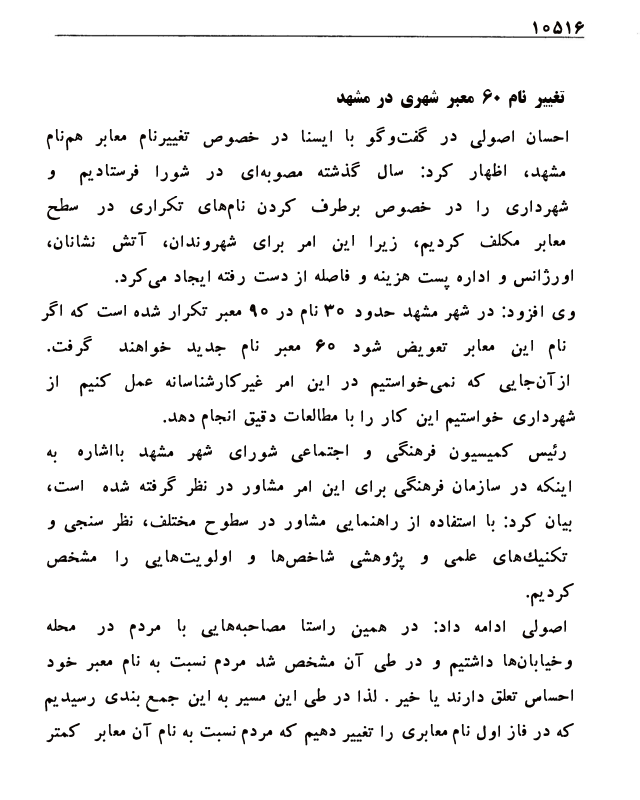 ۱۰۵۱۶
تغییر نام ۶۰ معبر شهری در مشهد
احسان اصولی در گفت‌وگو با ایسنا در خصوص تغییرنام معابر هم‌نام
مشهد، اظهار کرد: سال گذشته مصوبه‌ای در شورا فرستادیم و
شهرداری را در خصوص برطرف کردن نام‌های تکراری در سطح
معابر مکلف کردیم، زیرا این امر برای شهروندان، آتش نشانان،
اورژانس و اداره پست هزینه و فاصله از دست رفته ایجاد می‌کرد.
وی افزود: در شهر مشهد حدود ۳۰ نام در ۹۰ معبر تکرار شده است که اگر
نام این معابر تعویض شود ۶۰ معبر نام جدید خواهند گرفت.
ازآن‌جایی که نمی‌خواستیم در این امر غیرکارشناسانه عمل کنیم از
شهرداری خواستیم این کار را با مطالعات دقیق انجام دهد.
رئیس کمیسیون فرهنگی و اجتماعی شورای شهر مشهد بااشاره به
اینکه در سازمان فرهنگی برای این امر مشاور در نظر گرفته شده است،
بیان کرد: با استفاده از راهنمایی مشاور در سطوح مختلف، نظر سنجی و
تکنیك‌های علمی و پژوهشی شاخص‌ها و اولویت‌هایی را مشخص
کردیم.
اصولی ادامه داد: در همین راستا مصاحبه‌هایی با مردم در محله
وخیابان‌ها داشتیم و در طی آن مشخص شد مردم نسبت به نام معبر خود
احساس تعلق دارند یا خیر . لذا در طی این مسیر به این جمع بندی رسیدیم
که در فاز اول نام معابری را تغییر دهیم که مردم نسبت به نام آن معابر کمتر